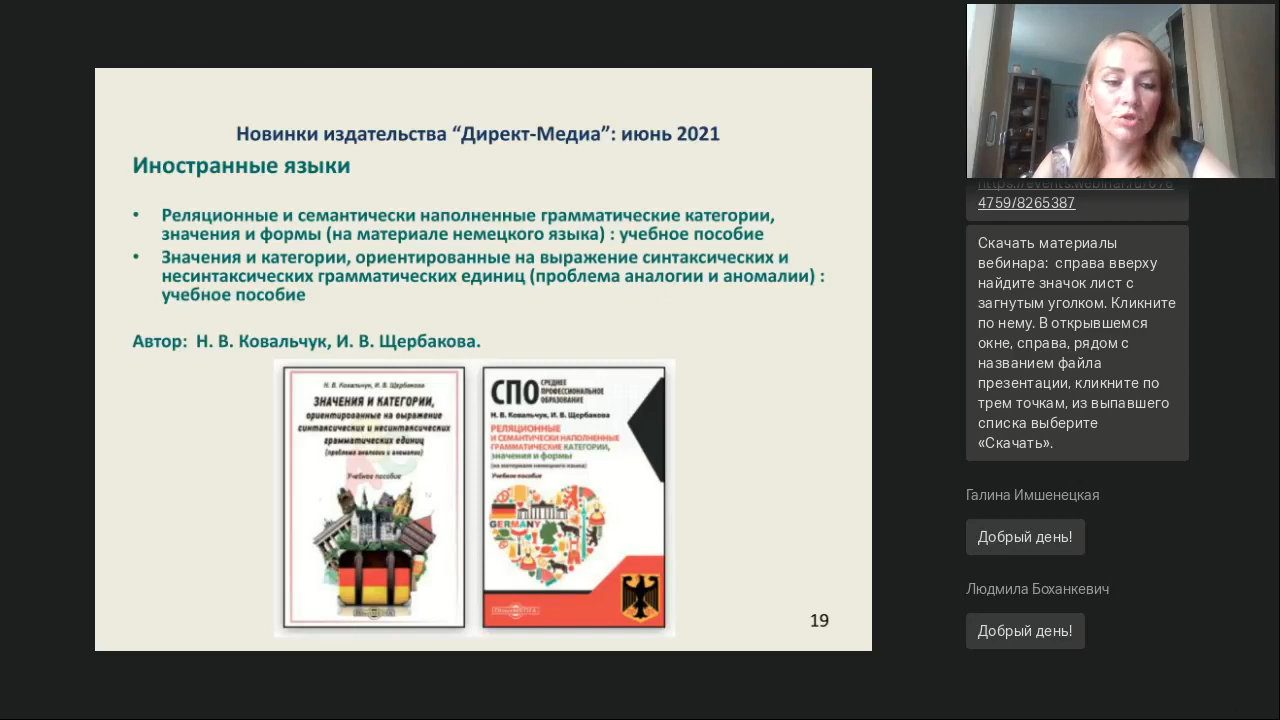 Новинки издательства “Директ-Медиа”: июнь 2021
Иностранные языки
• Реляционные и семантически наполненные грамматические категории,
значения и формы (на материале немецкого языка) : учебное пособие
• Значения и категории, ориентированные на выражение синтаксических и
несинтаксических грамматических единиц (проблема аналогии и аномалии) :
учебное пособие
Автор: Н. В. Ковальчук, И. В. Щербакова.
Н. В. Ковальчук, И. В. Щербакова
ЗНАЧЕНИЯ И КАТЕГОРИИ,
ориентированные на выражение
синтаксических и несинтаксических
грамматических единиц
(проблема аналогии и аномалии)
Учебное пособие
СПО СРЕДНЕЕ
ПРОФЕССИОНАЛЬНОЕ
ОБРАЗОВАНИЕ
Н. В. Ковальчук, И. В. Щербакова
РЕЛЯЦИОННЫЕ
И СЕМАНТИЧЕСКИ НАПОЛНЕННЫЕ
ГРАММАТИЧЕСКИЕ КАТЕГОРИИ,
значения и формы
(на материале немецкого языка)
Учебное пособие
GERMANY
19
4759/8265387
Скачать материалы
вебинара: справа вверху
найдите значок лист с
загнутым уголком. Кликните
по нему. В открывшемся
окне, справа, рядом с
названием файла
презентации, кликните по
трем точкам, из выпавшего
списка выберите
«Скачать».
Галина Имшенецкая
Добрый день!
Людмила Боханкевич
Добрый день!